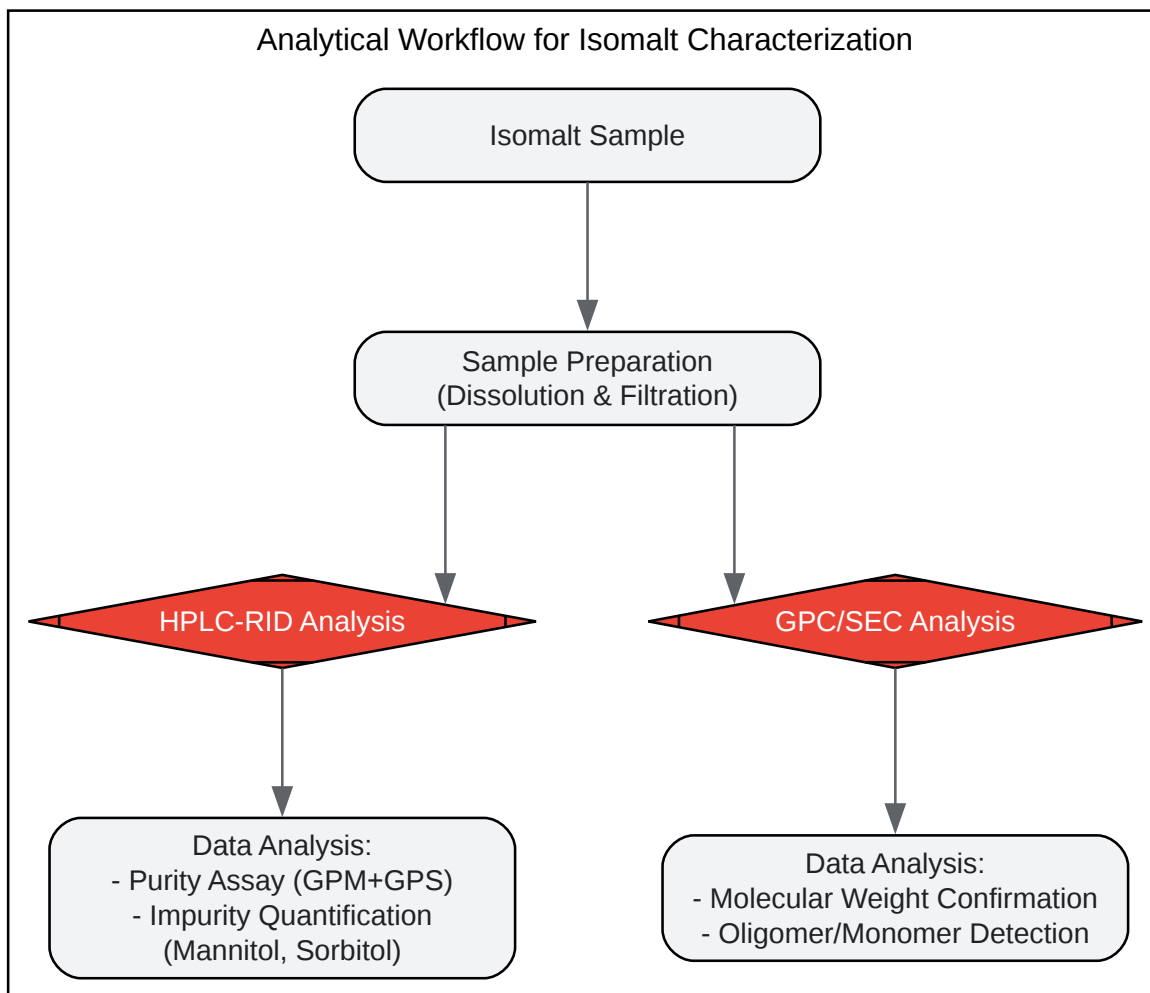 Analytical Workflow for Isomalt Characterization
Isomalt Sample
Sample Preparation
(Dissolution & Filtration)
HPLC-RID Analysis
GPC/SEC Analysis
Data Analysis:
- Purity Assay (GPM+GPS)
- Impurity Quantification
(Mannitol, Sorbitol)
Data Analysis:
- Molecular Weight Confirmation
- Oligomer/Monomer Detection